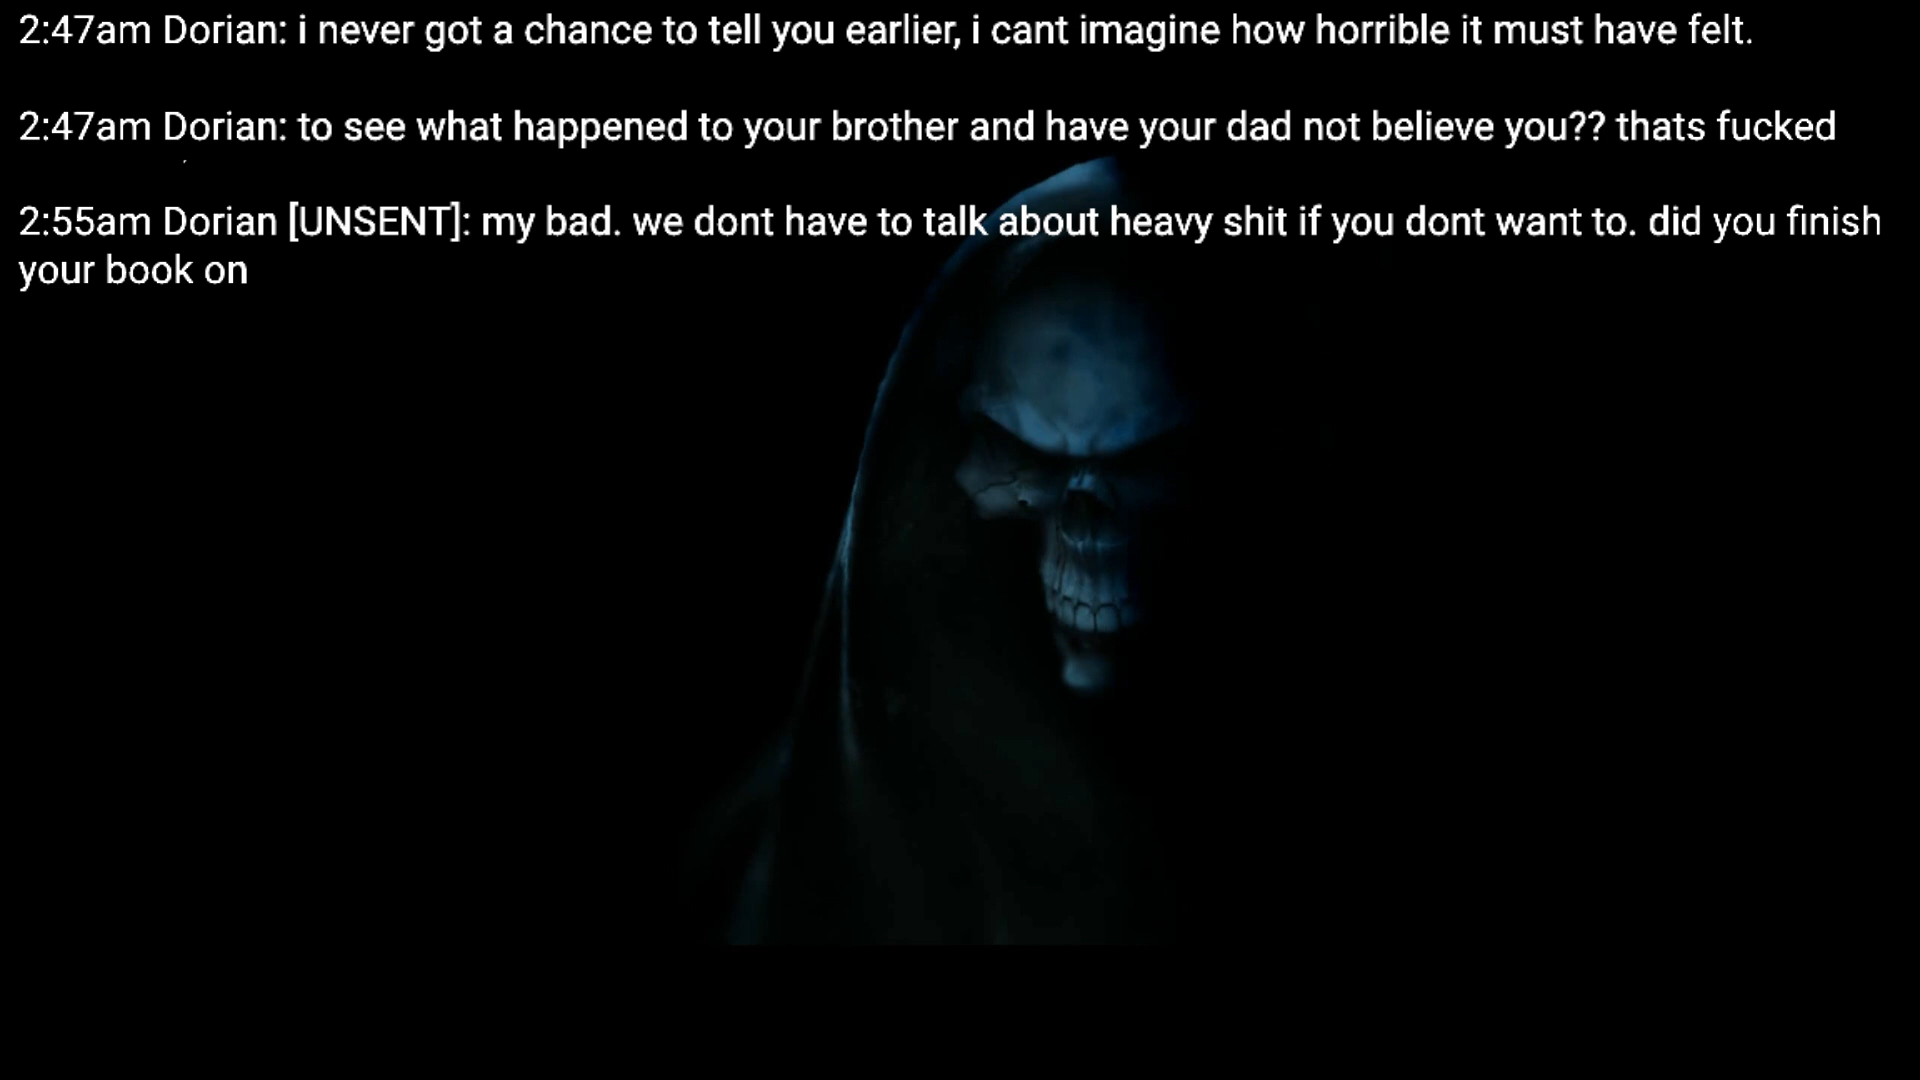 2:47am Dorian: i never got a chance to tell you earlier, i cant imagine how horrible it must have felt.
2:47am Dorian: to see what happened to your brother and have your dad not believe you?? thats fucked
2:55am Dorian [UNSENT]: my bad. we dont have to talk about heavy shit if you dont want to. did you finish
your book on